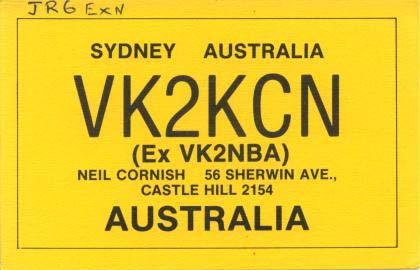 JR6 ExN
SYDNEY AUSTRALIA
VK2KCN
(Ex VK2NBA)
NEIL CORNISH 56 SHERWIN AVE.,
CASTLE HILL 2154
AUSTRALIA